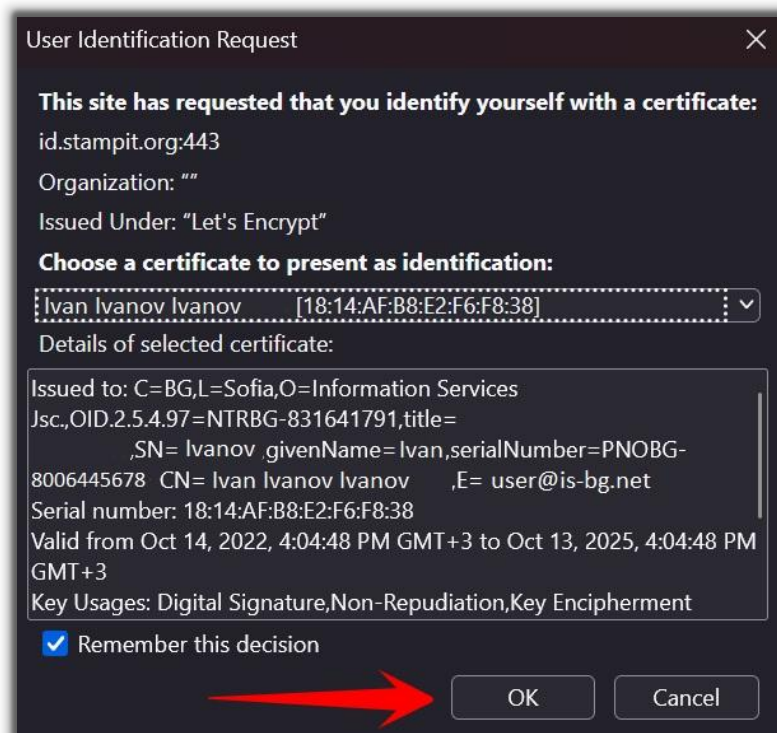 User Identification Request
This site has requested that you identify yourself with a certificate:
id.stampit.org:443
Organization: “”
Issued Under: “Let's Encrypt”
Choose a certificate to present as identification:
Ivan Ivanov Ivanov [18:14:AF:B8:E2:F6:F8:38]
Details of selected certificate:
Issued to: C=BG,L=Sofia,O=Information Services
Jsc.,OID.2.5.4.97=NTRBG-831641791,title=
,SN= Ivanov ,givenName=Ivan,serialNumber=PNOBG-
8006445678 CN= Ivan Ivanov Ivanov ,E= user@is-bg.net
Serial number: 18:14:AF:B8:E2:F6:F8:38
Valid from Oct 14, 2022, 4:04:48 PM GMT+3 to Oct 13, 2025, 4:04:48 PM
GMT+3
Key Usages: Digital Signature,Non-Repudiation,Key Encipherment
Remember this decision
OK Cancel